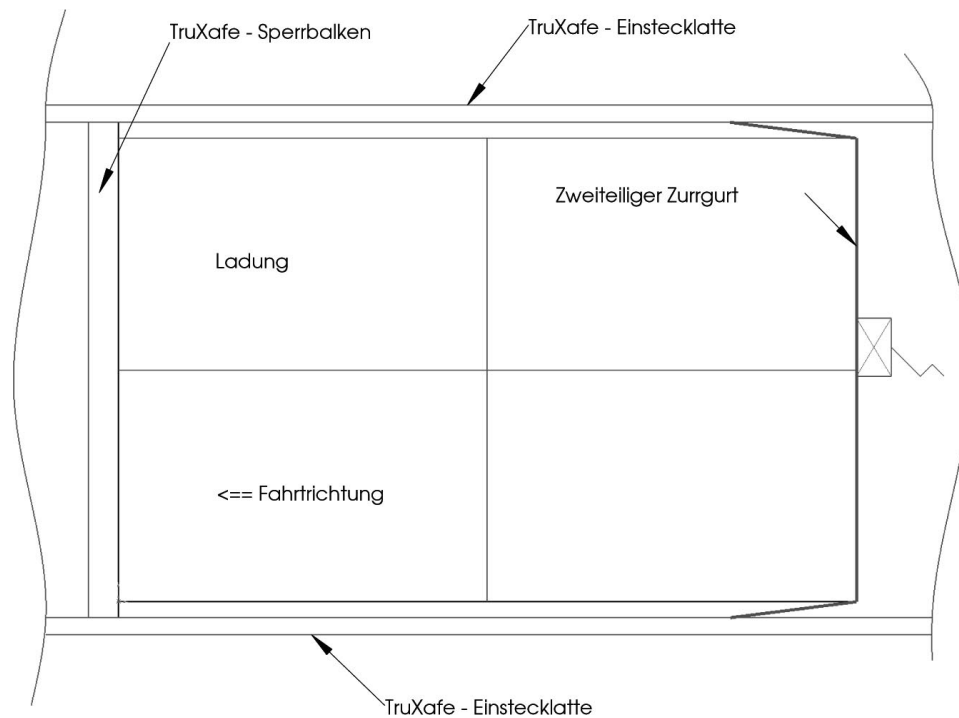 TruXafe - Sperrbalken
TruXafe - Einstecklatte
Zweiteiliger Zurrgurt
Ladung
<== Fahrtrichtung
TruXafe - Einstecklatte